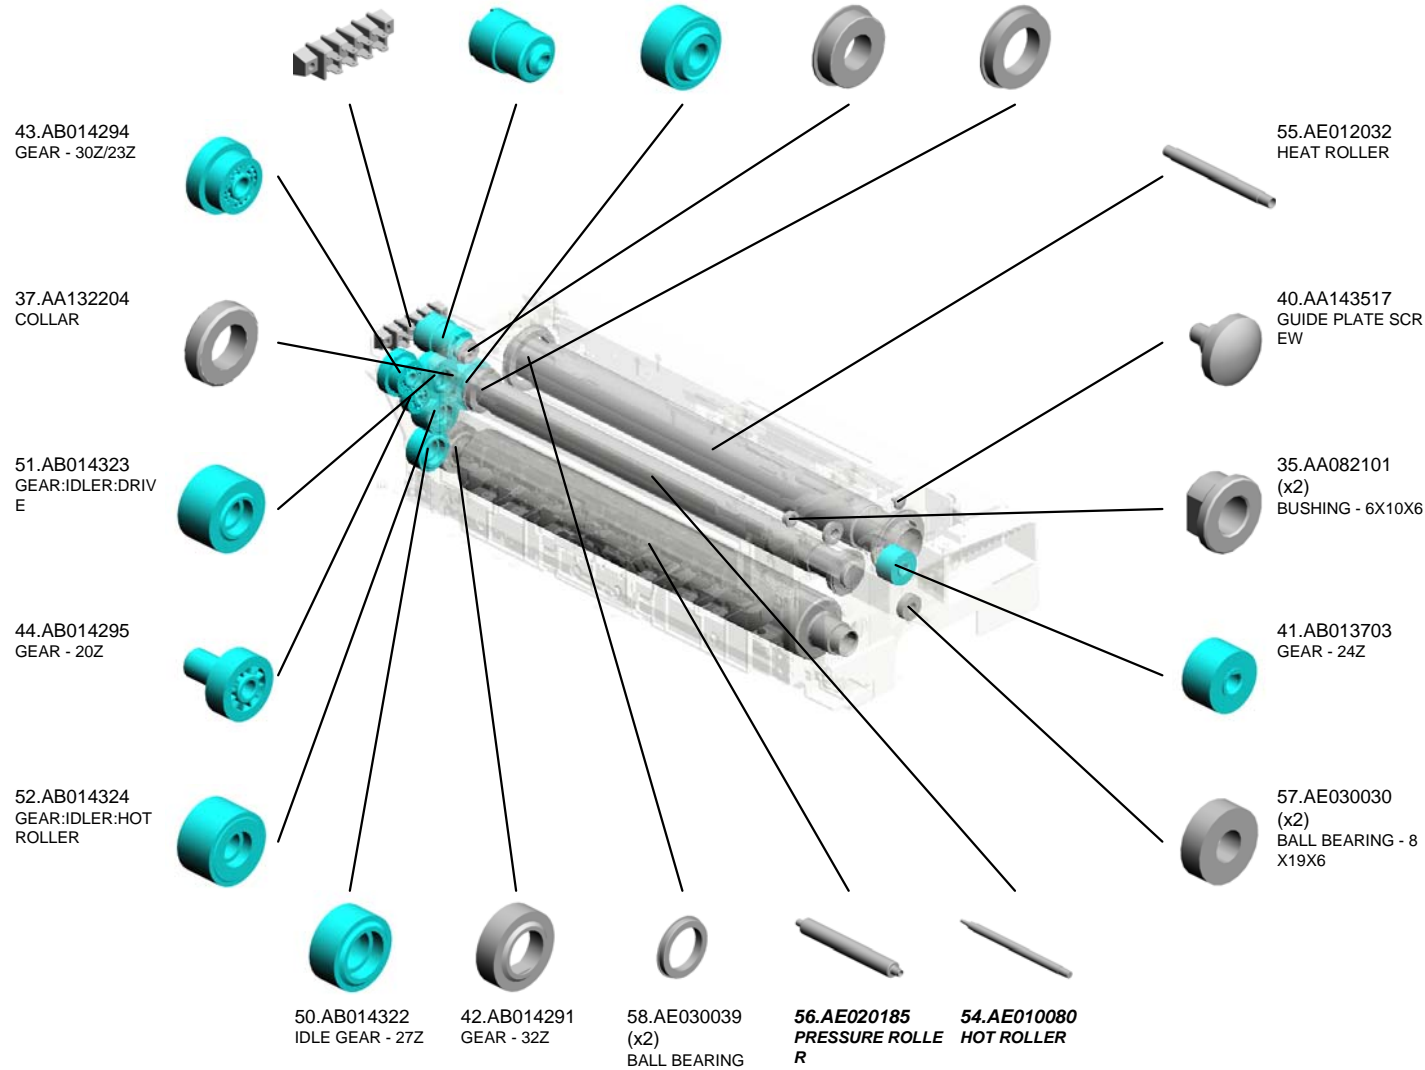 43.AB014294
GEAR - 30Z/23Z
55.AE012032
HEAT ROLLER
37.AA132204
COLLAR
40.AA143517
GUIDE PLATE SCR
EW
51.AB014323
GEAR:IDLER:DRIV
E
35.AA082101
(x2)
BUSHING - 6X10X6
44.AB014295
GEAR - 20Z
41.AB013703
GEAR - 24Z
52.AB014324
GEAR:IDLER:HOT
ROLLER
57.AE030030
(x2)
BALL BEARING - 8
X19X6
50.AB014322
IDLE GEAR - 27Z
42.AB014291
GEAR - 32Z
58.AE030039
(x2)
BALL BEARING
56.AE020185
PRESSURE ROLLE
R
54.AE010080
HOT ROLLER